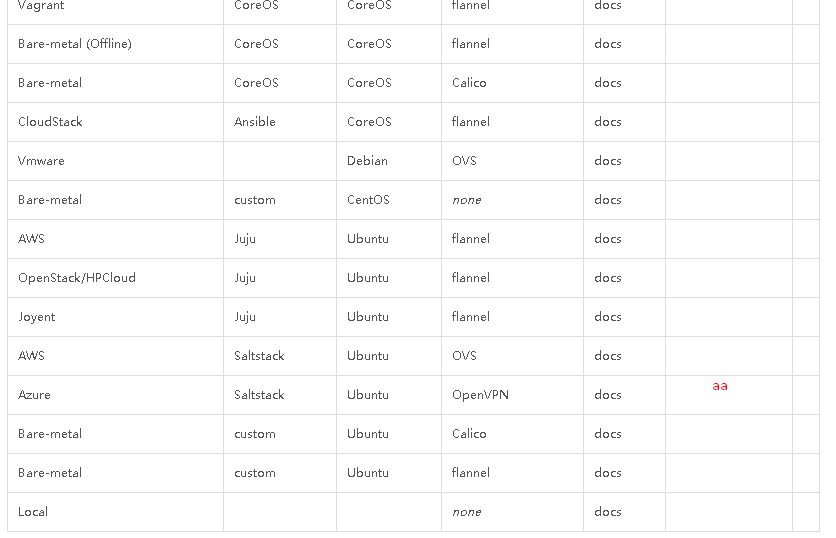 Vagrant CoreOS CoreOS flannel docs
Bare-metal (Offline) CoreOS CoreOS flannel docs
Bare-metal CoreOS CoreOS Calico docs
CloudStack Ansible CoreOS flannel docs
Vmware Debian OVS docs
Bare-metal custom CentOS none docs
AWS Juju Ubuntu flannel docs
OpenStack/HPCloud Juju Ubuntu flannel docs
Joyent Juju Ubuntu flannel docs
AWS Saltstack Ubuntu OVS docs
Azure Saltstack Ubuntu OpenVPN docs aa
Bare-metal custom Ubuntu Calico docs
Bare-metal custom Ubuntu flannel docs
Local none docs